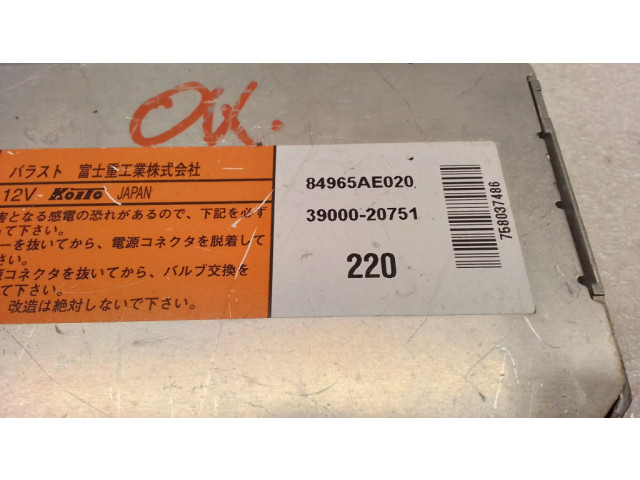 OK.
バラスト 富士重工業株式会社
12V KOITO JAPAN
害となる感電の恐れがあるので、下記を必ず
って下さい。
ーを抜いてから、電源コネクタを脱着して
さい。
源コネクタを抜いてから、バルブ交換を
て下さい。
改造は絶対しないで下さい。
84965AE020
39000-20751
220
758037486